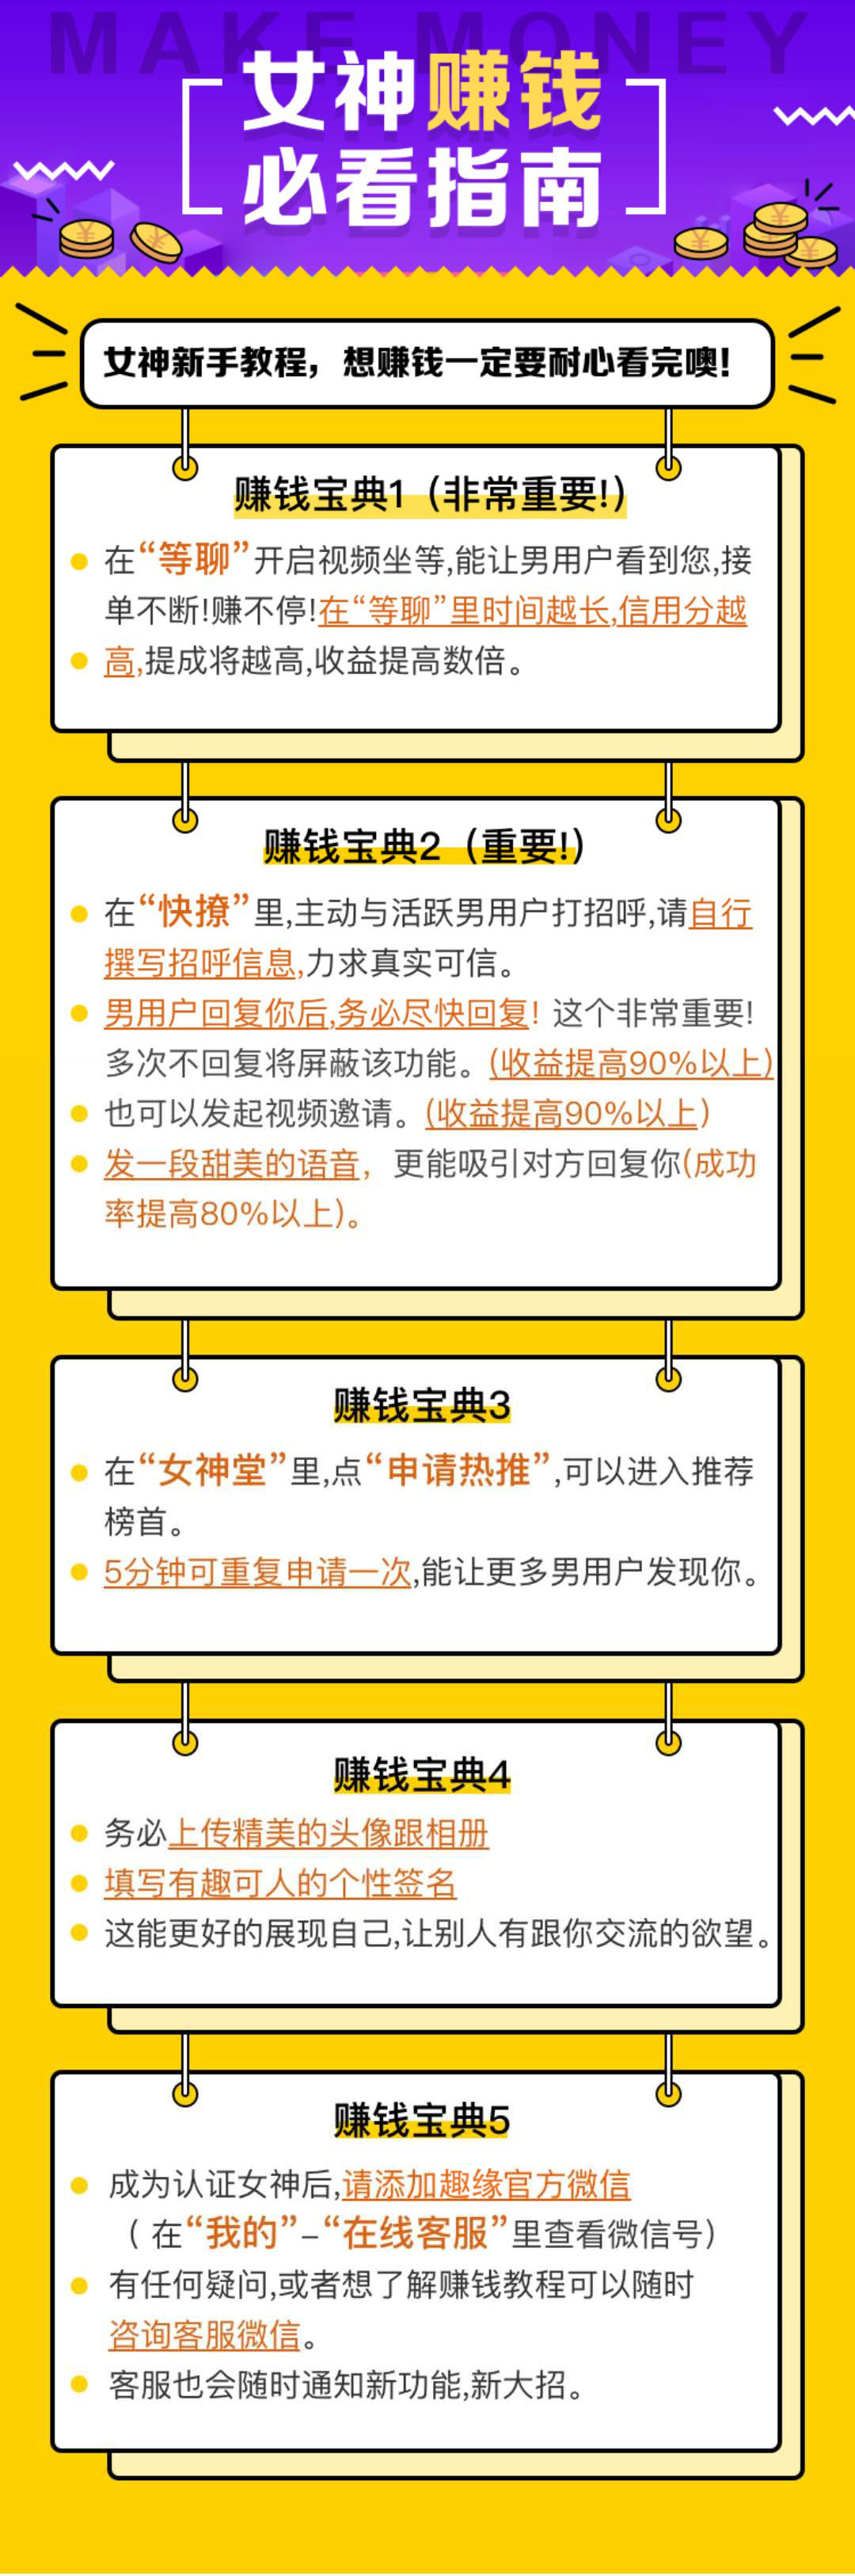 MAKE MONEY
女神赚钱
必看指南
女神新手教程，想赚钱一定要耐心看完噢！
赚钱宝典1（非常重要!）
在“等聊”开启视频坐等,能让男用户看到您,接
单不断!赚不停!在“等聊”里时间越长,信用分越
高,提成将越高,收益提高数倍。
赚钱宝典2（重要!）
在“快撩”里,主动与活跃男用户打招呼,请自行
撰写招呼信息,力求真实可信。
男用户回复你后,务必尽快回复! 这个非常重要!
多次不回复将屏蔽该功能。(收益提高90%以上)
也可以发起视频邀请。(收益提高90%以上)
发一段甜美的语音，更能吸引对方回复你(成功
率提高80%以上)。
赚钱宝典3
在“女神堂”里,点“申请热推”,可以进入推荐
榜首。
5分钟可重复申请一次,能让更多男用户发现你。
赚钱宝典4
务必上传精美的头像跟相册
填写有趣可人的个性签名
这能更好的展现自己,让别人有跟你交流的欲望。
赚钱宝典5
成为认证女神后,请添加趣缘官方微信
（在“我的”–“在线客服”里查看微信号）
有任何疑问,或者想了解赚钱教程可以随时
咨询客服微信。
客服也会随时通知新功能,新大招。